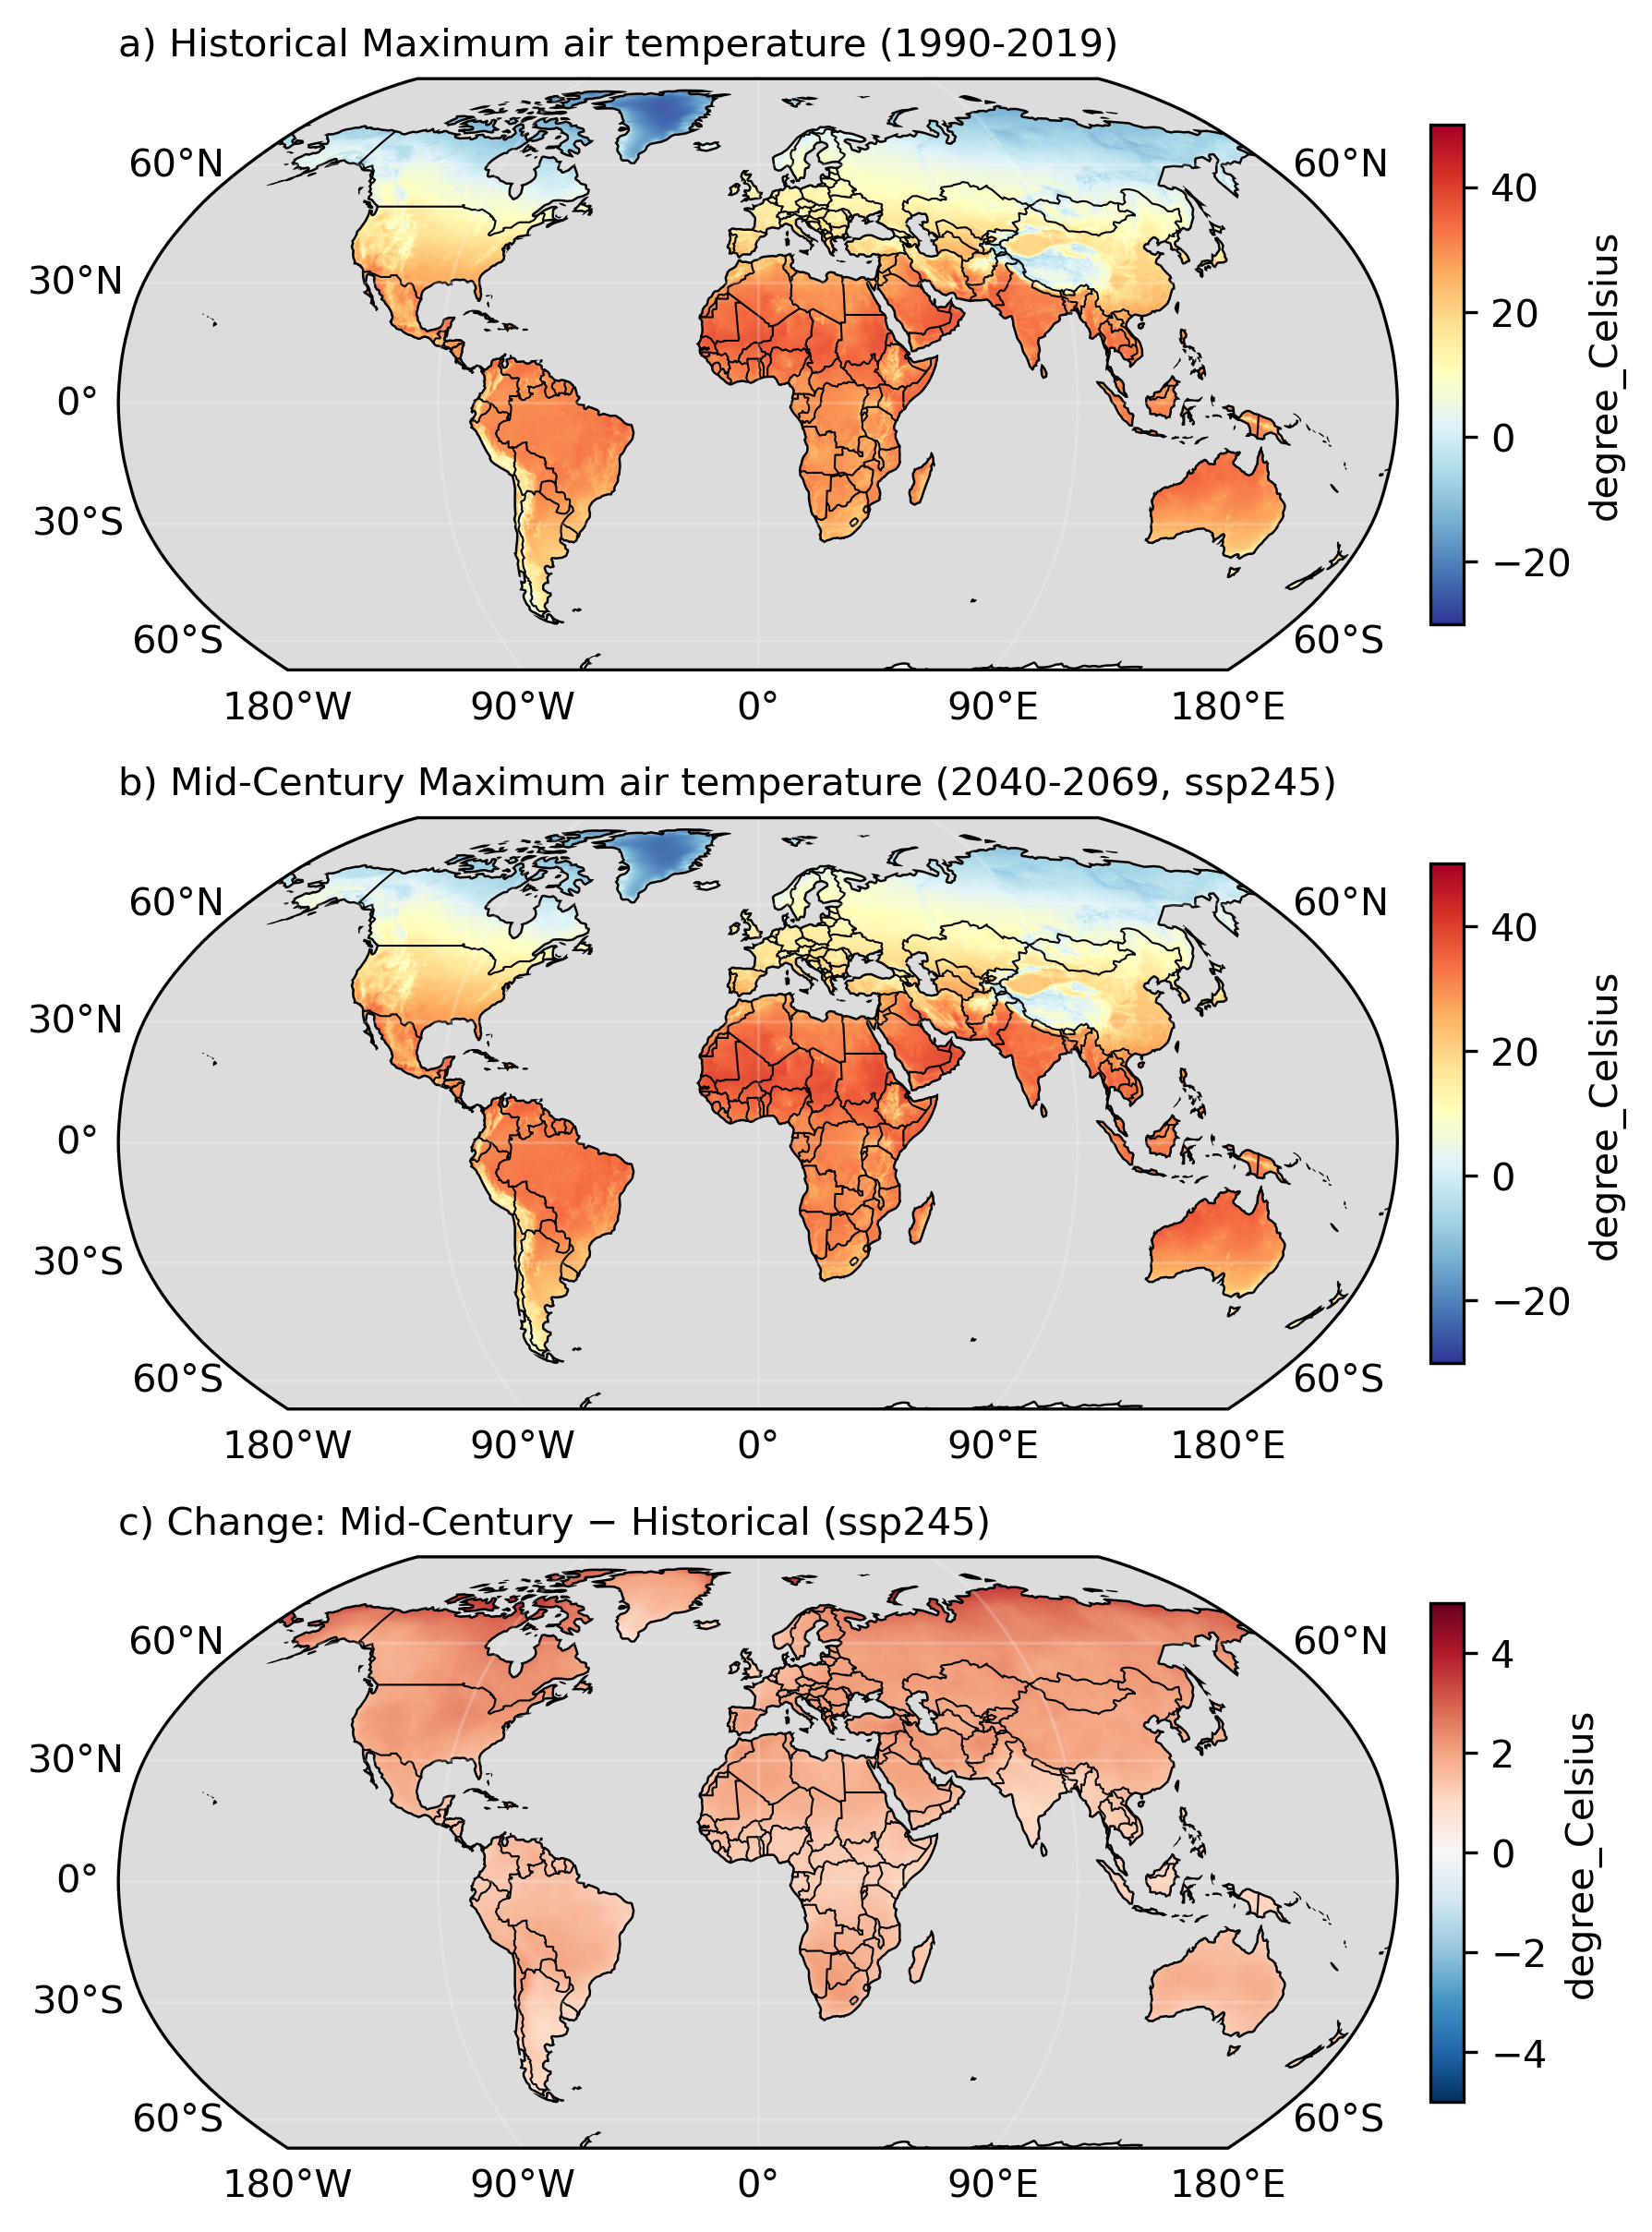 a) Historical Maximum air temperature (1990-2019)
60°N
60°N
30°N
0°
30°S
60°S
60°S
180°W 90°W 0° 90°E 180°E
40
20
0
−20
degree_Celsius
b) Mid-Century Maximum air temperature (2040-2069, ssp245)
60°N
60°N
30°N
0°
30°S
60°S
60°S
180°W 90°W 0° 90°E 180°E
40
20
0
−20
degree_Celsius
c) Change: Mid-Century − Historical (ssp245)
60°N
60°N
30°N
0°
30°S
60°S
60°S
180°W 90°W 0° 90°E 180°E
4
2
0
−2
−4
degree_Celsius